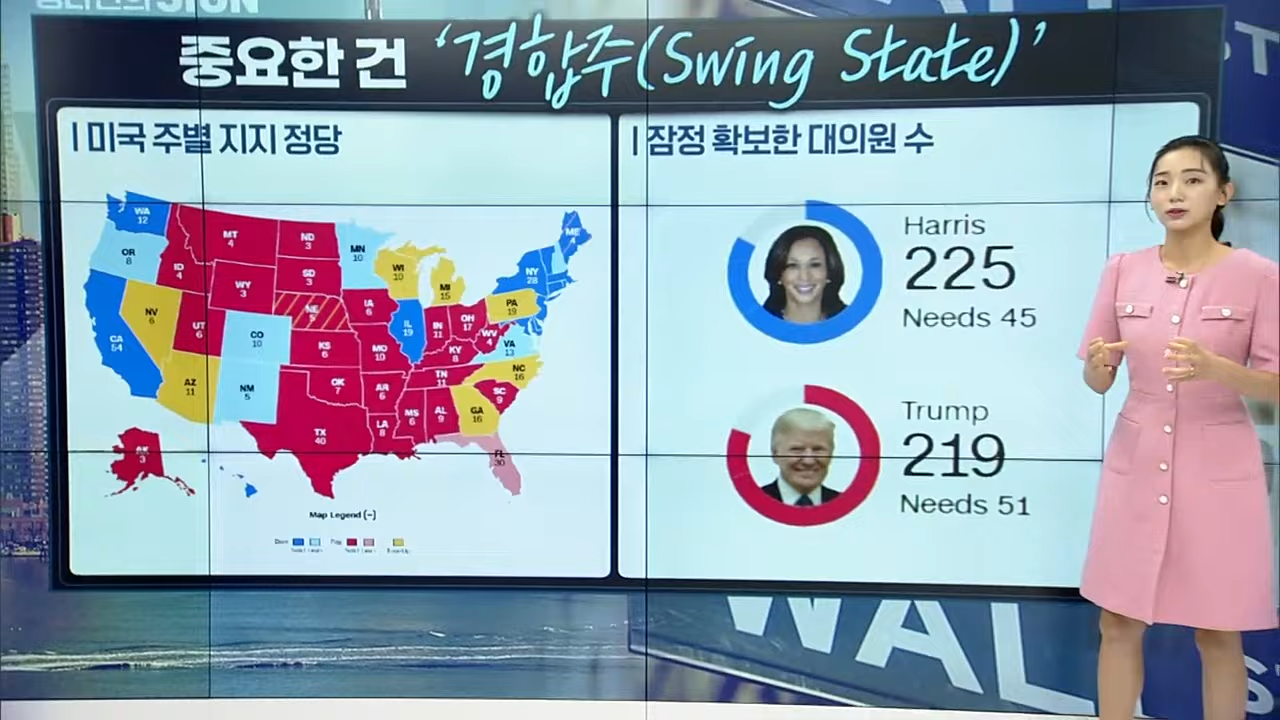 중요한 건 '경합주(Swing State)'
미국 주별 지지 정당
WA
12
OR
8
CA
54
NV
6
ID
4
MT
4
WY
3
UT
6
AZ
11
CO
10
NM
5
ND
3
SD
3
NE
5
KS
6
OK
7
TX
40
MN
10
IA
6
MO
10
AR
6
LA
8
WI
10
IL
19
MI
15
IN
11
OH
17
KY
8
TN
11
MS
6
AL
9
GA
16
FL
30
SC
9
NC
16
VA
13
WV
4
PA
19
NY
28
ME
AK
3
Map Legend (-)
잠정 확보한 대의원 수
Harris
225
Needs 45
Trump
219
Needs 51
WALL
ST